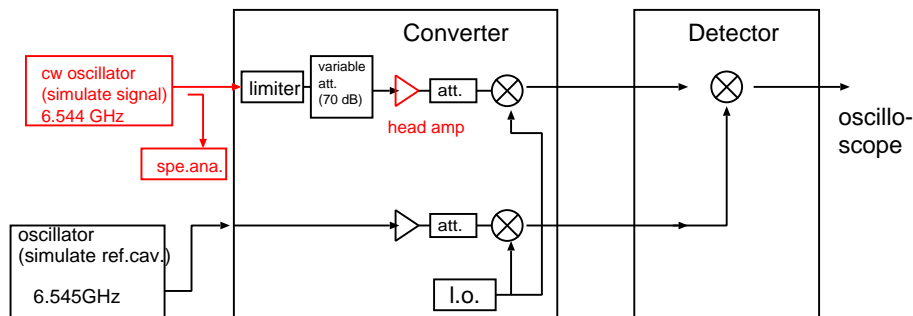 Converter
Detector
cw oscillator
(simulate signal)
6.544 GHz
limiter
variable
att.
(70 dB)
att.
head amp
oscillo-
scope
spe.ana.
oscillator
(simulate ref.cav.)
6.545GHz
att.
l.o.